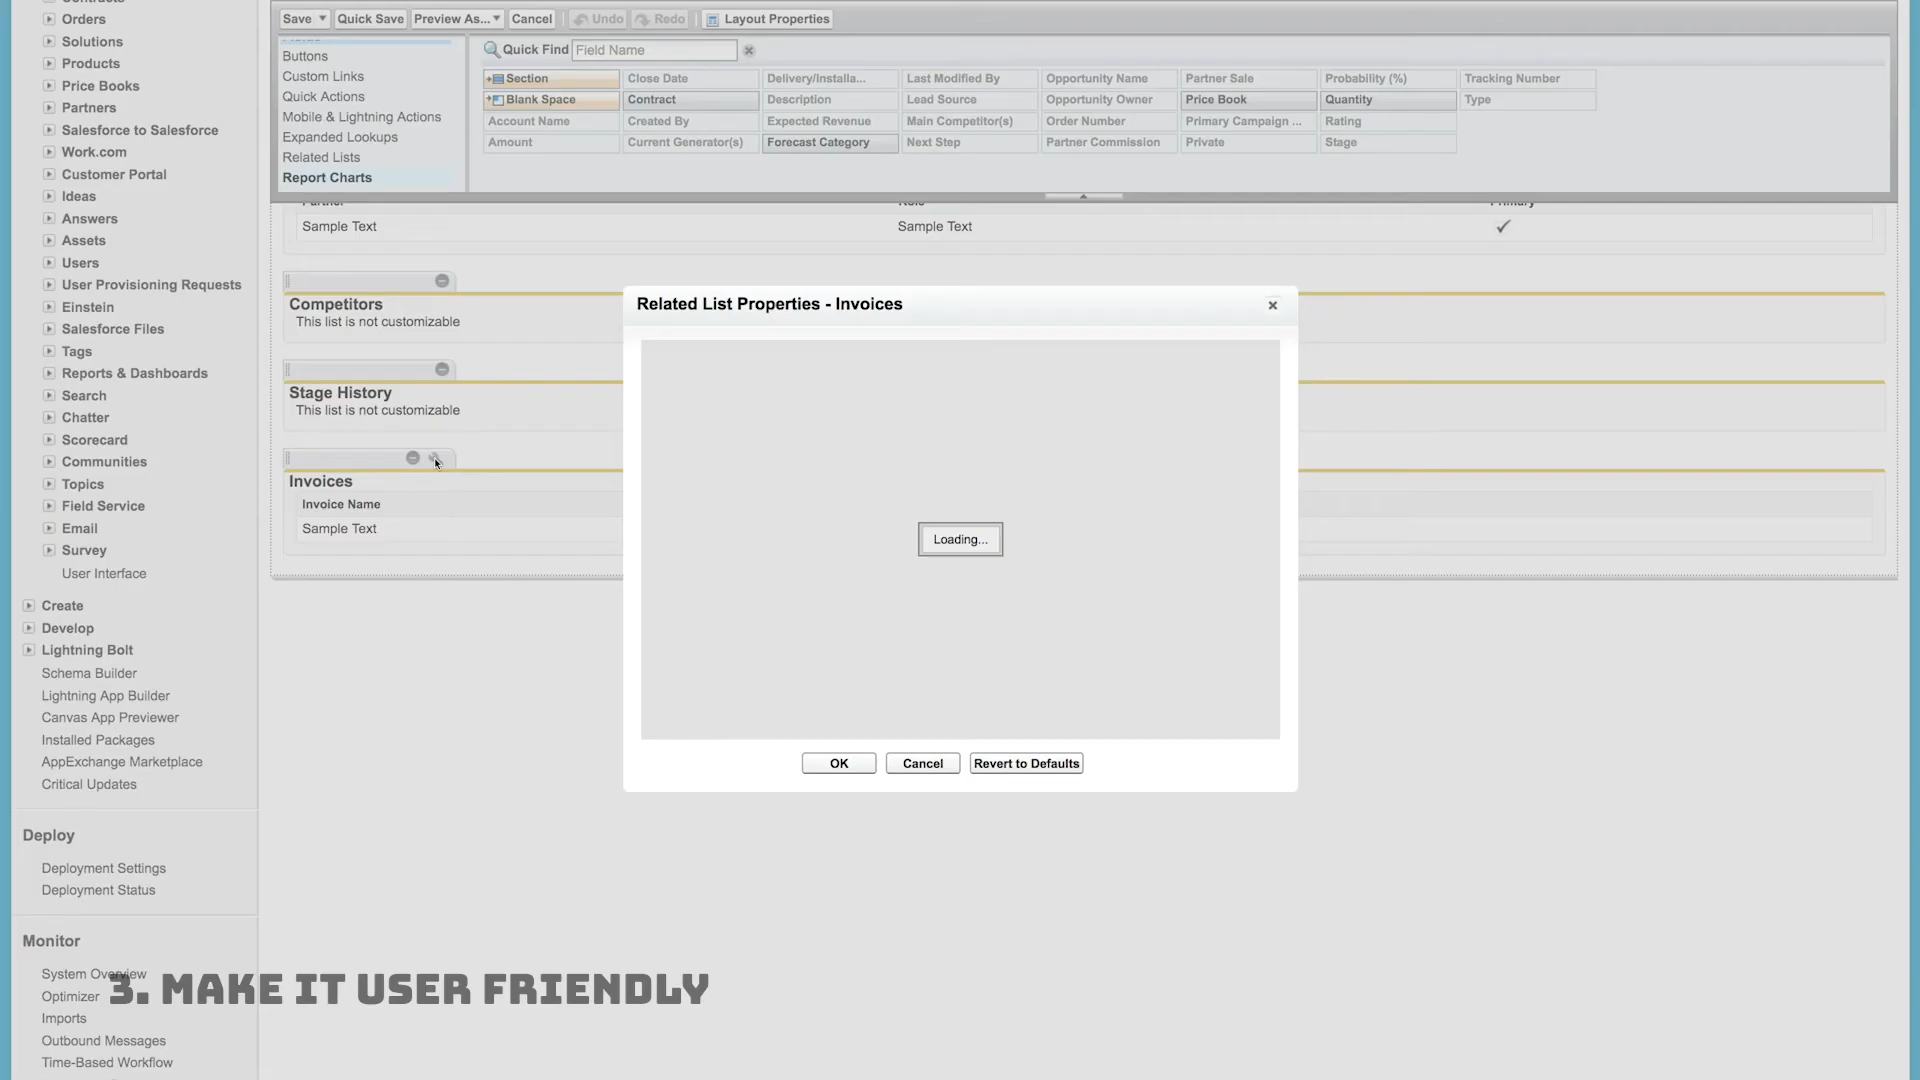 Save
Quick Save
Preview As...
Cancel
Undo
Redo
Layout Properties
Buttons
Custom Links
Quick Actions
Mobile & Lightning Actions
Expanded Lookups
Related Lists
Report Charts
Quick Find
Field Name
Section
Close Date
Delivery/Installa...
Last Modified By
Opportunity Name
Partner Sale
Probability (%)
Tracking Number
Blank Space
Contract
Description
Lead Source
Opportunity Owner
Price Book
Quantity
Type
Account Name
Created By
Expected Revenue
Main Competitor(s)
Order Number
Primary Campaign ...
Rating
Amount
Current Generator(s)
Forecast Category
Next Step
Partner Commission
Private
Stage
Orders
Solutions
Products
Price Books
Partners
Salesforce to Salesforce
Work.com
Customer Portal
Ideas
Answers
Assets
Users
User Provisioning Requests
Einstein
Salesforce Files
Tags
Reports & Dashboards
Search
Chatter
Scorecard
Communities
Topics
Field Service
Email
Survey
User Interface
Create
Develop
Lightning Bolt
Schema Builder
Lightning App Builder
Canvas App Previewer
Installed Packages
AppExchange Marketplace
Critical Updates
Deploy
Deployment Settings
Deployment Status
Monitor
System Overview
Optimizer
Imports
Outbound Messages
Time-Based Workflow
Partner
Role
Primary
Sample Text
Sample Text
Competitors
This list is not customizable
Stage History
This list is not customizable
Invoices
Invoice Name
Sample Text
Related List Properties - Invoices
Loading...
OK
Cancel
Revert to Defaults
3. MAKE IT USER FRIENDLY